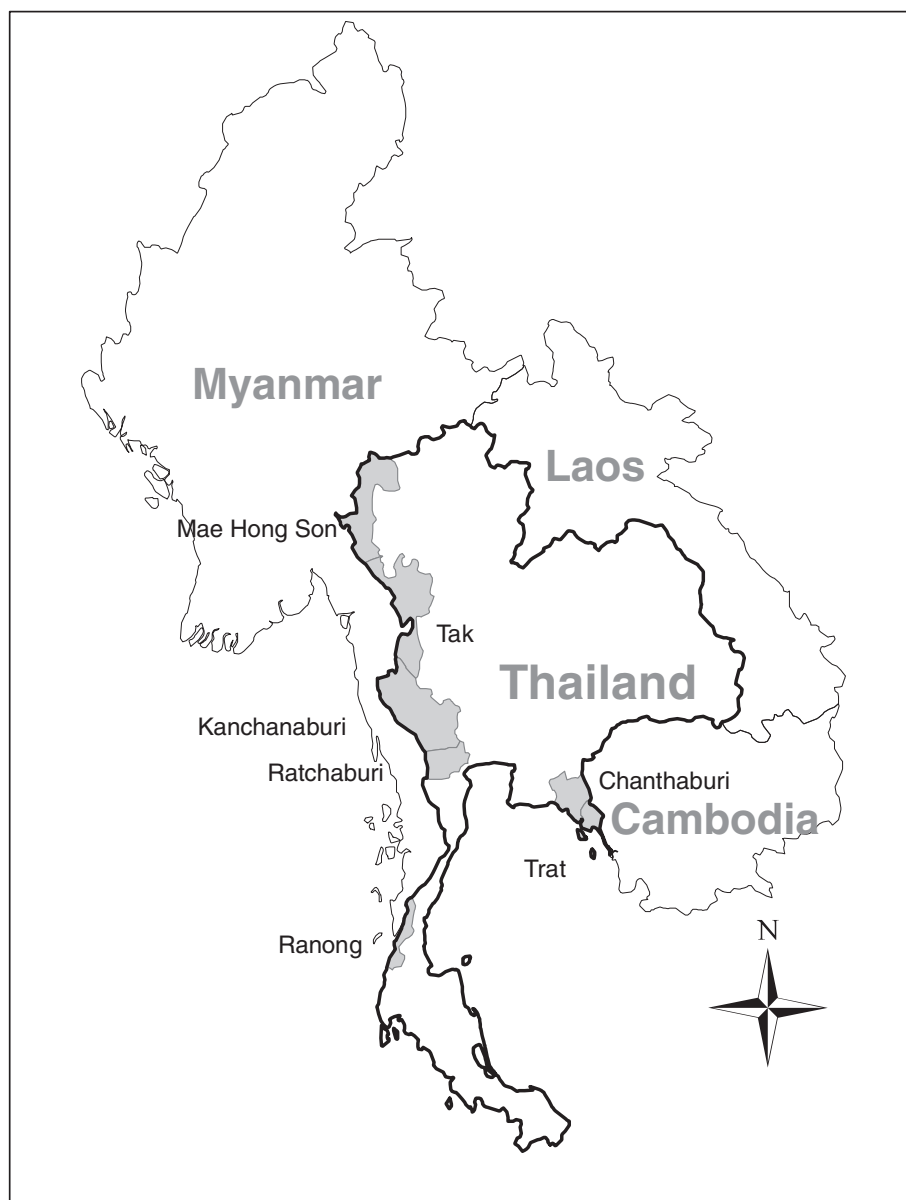 Myanmar
Laos
Mae Hong Son
Tak
Thailand
Kanchanaburi
Ratchaburi
Chanthaburi
Cambodia
Trat
Ranong
N